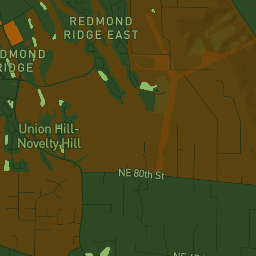 REDMOND
RIDGE EAST
DMOND
RIDGE
Union Hill-
Novelty Hill
NE 80th St